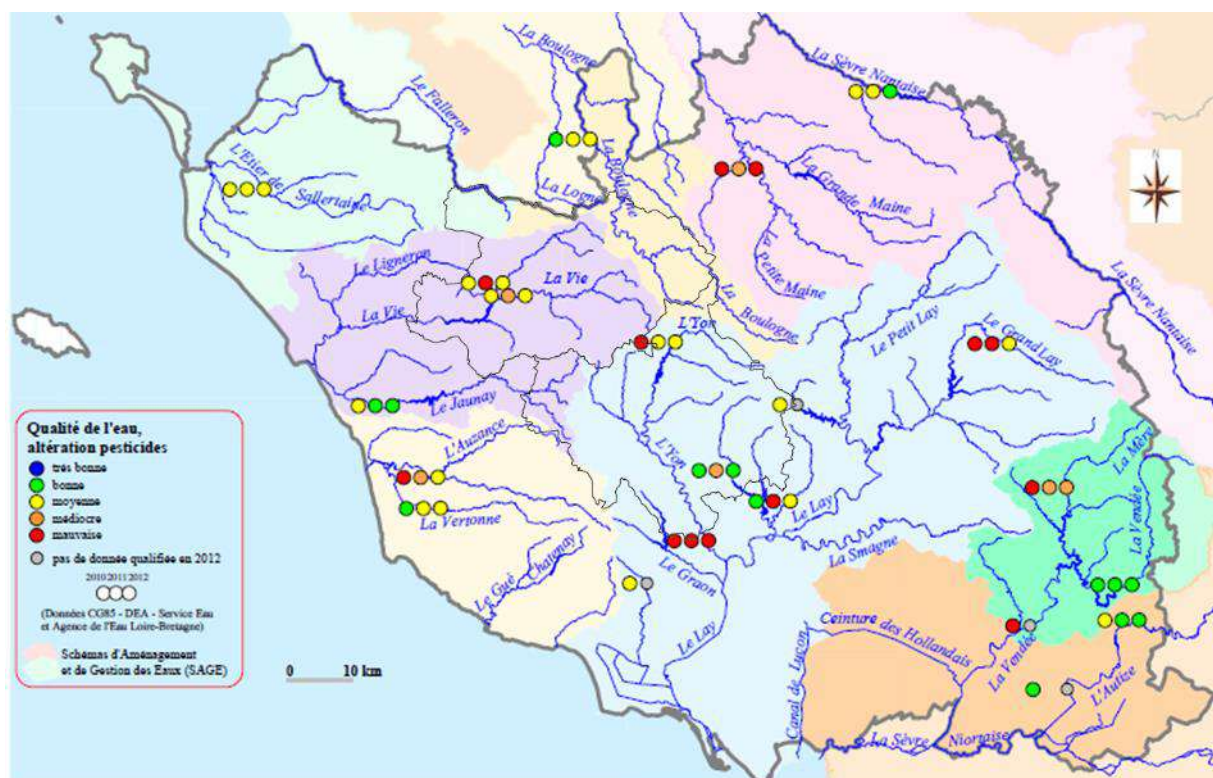 La Boulogne
La Sèvre Nantaise
Le Falleron
N
L'Etier de
Sallertaine
La Boulogne
La Logne
La Grande Maine
La
Petite Maine
Le Ligneron
La Vie
La Vie
La Boulogne
La Sèvre Nantaise
L'Yon
Le Petit Lay
Le Grand Lay
Le Jaunay
L'Auzance
L'Yon
La Mère
La Vendée
La Vertonne
Le Lay
La Smagne
Le Graon
Le Gué Chatenay
Le Lay
Ceinture des Hollandais
Canal de Luçon
La Vendée
L'Autize
La Sèvre Niortaise
Qualité de l'eau,
altération pesticides
très bonne
bonne
moyenne
médiocre
mauvaise
pas de donnée qualifiée en 2012
2010 2011 2012
(Données CG85 - DEA - Service Eau
et Agence de l'Eau Loire-Bretagne)
Schémas d'Aménagement
et de Gestion des Eaux (SAGE)
0 10 km